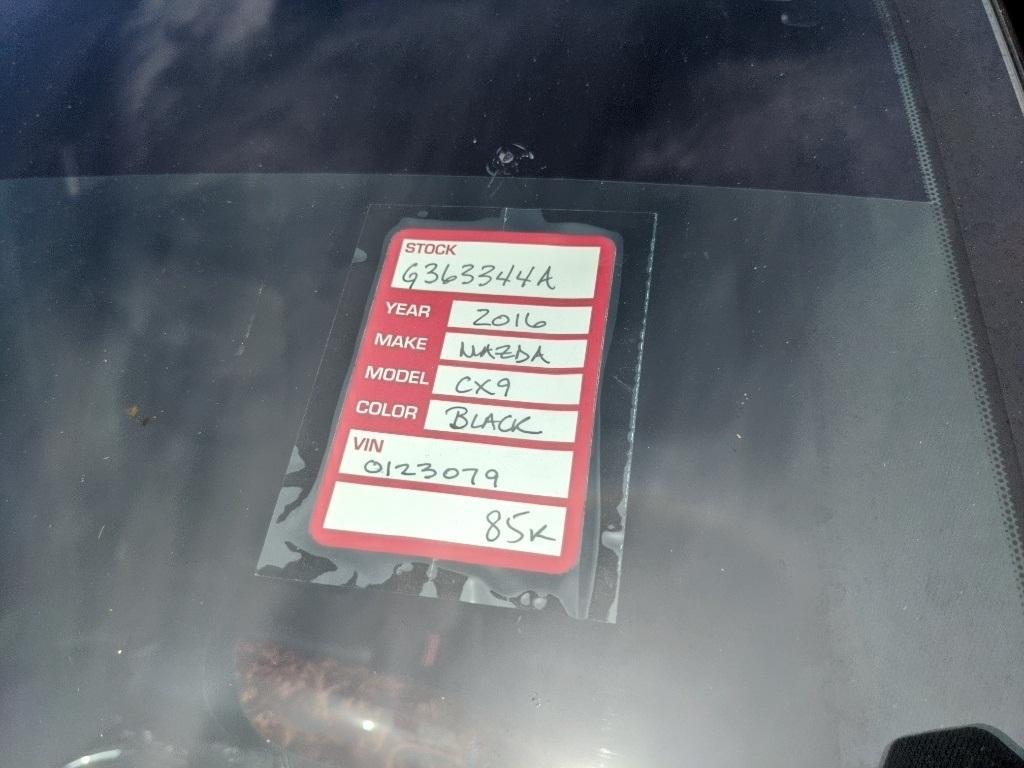 STOCK
G363344A
YEAR 2016
MAKE MAZDA
MODEL CX9
COLOR BLACK
VIN
0123079
85K